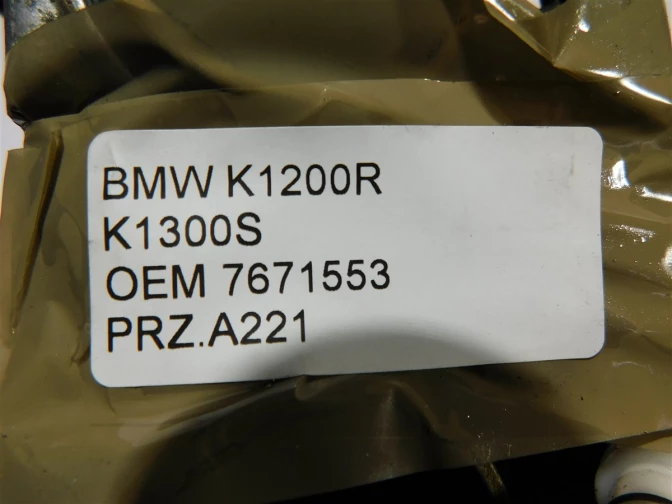 BMW K1200R
K1300S
OEM 7671553
PRZ.A221